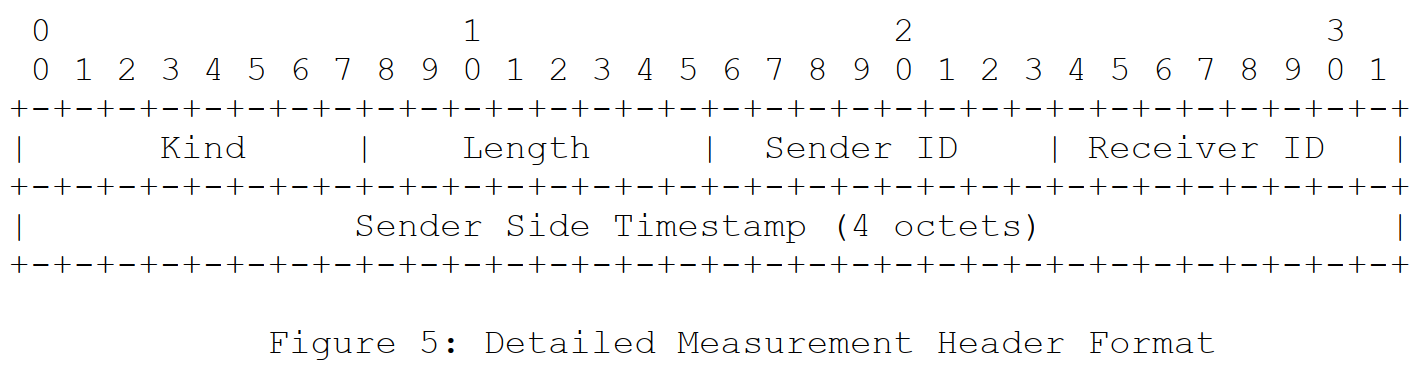 0                   1                   2                   3
 0 1 2 3 4 5 6 7 8 9 0 1 2 3 4 5 6 7 8 9 0 1 2 3 4 5 6 7 8 9 0 1
+-+-+-+-+-+-+-+-+-+-+-+-+-+-+-+-+-+-+-+-+-+-+-+-+-+-+-+-+-+-+-+-+
|      Kind     |    Length     |  Sender ID    | Receiver ID   |
+-+-+-+-+-+-+-+-+-+-+-+-+-+-+-+-+-+-+-+-+-+-+-+-+-+-+-+-+-+-+-+-+
|               Sender Side Timestamp (4 octets)                |
+-+-+-+-+-+-+-+-+-+-+-+-+-+-+-+-+-+-+-+-+-+-+-+-+-+-+-+-+-+-+-+-+
Figure 5: Detailed Measurement Header Format